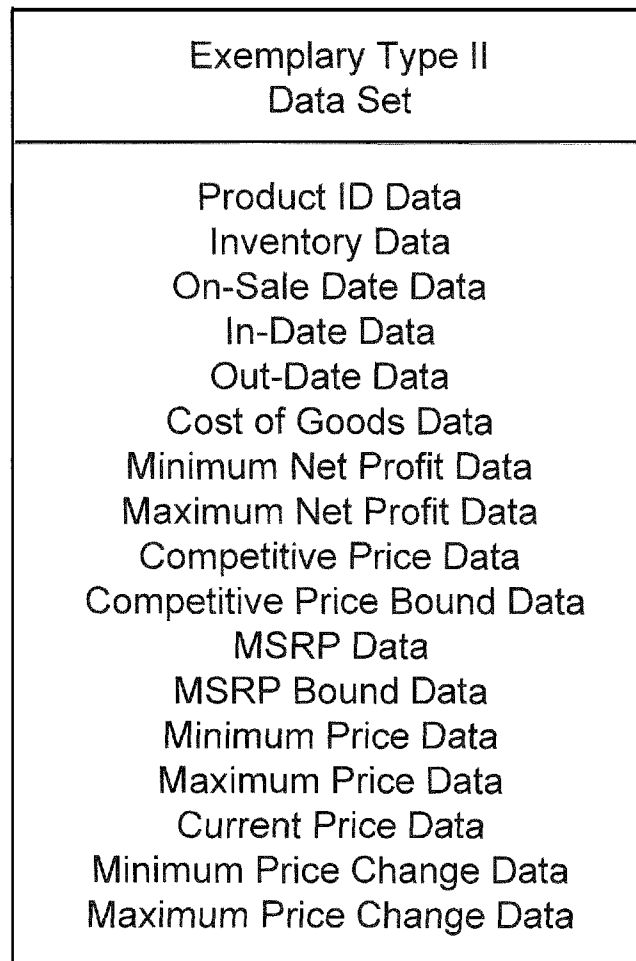 Exemplary Type II
Data Set
Product ID Data
Inventory Data
On-Sale Date Data
In-Date Data
Out-Date Data
Cost of Goods Data
Minimum Net Profit Data
Maximum Net Profit Data
Competitive Price Data
Competitive Price Bound Data
MSRP Data
MSRP Bound Data
Minimum Price Data
Maximum Price Data
Current Price Data
Minimum Price Change Data
Maximum Price Change Data